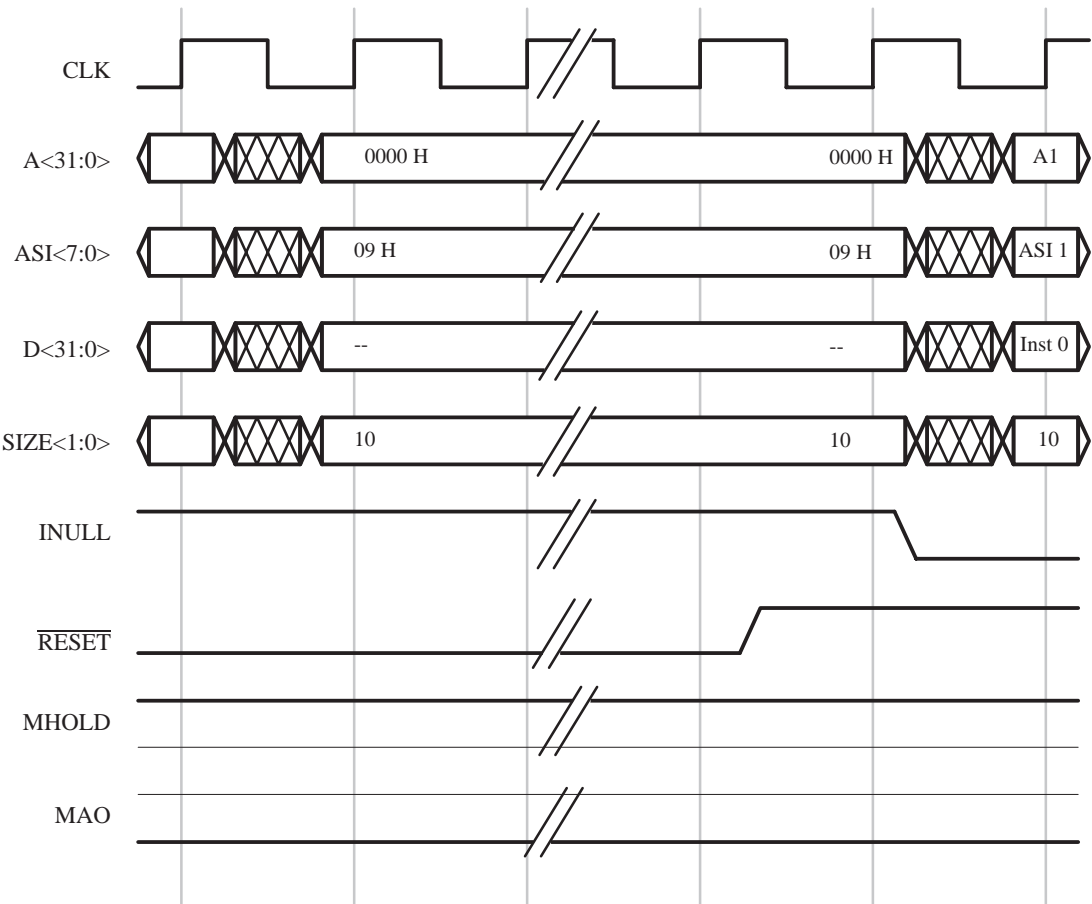 CLK
A<31:0> 0000 H 0000 H A1
ASI<7:0> 09 H 09 H ASI 1
D<31:0> -- -- Inst 0
SIZE<1:0> 10 10 10
INULL
RESET
MHOLD
MAO